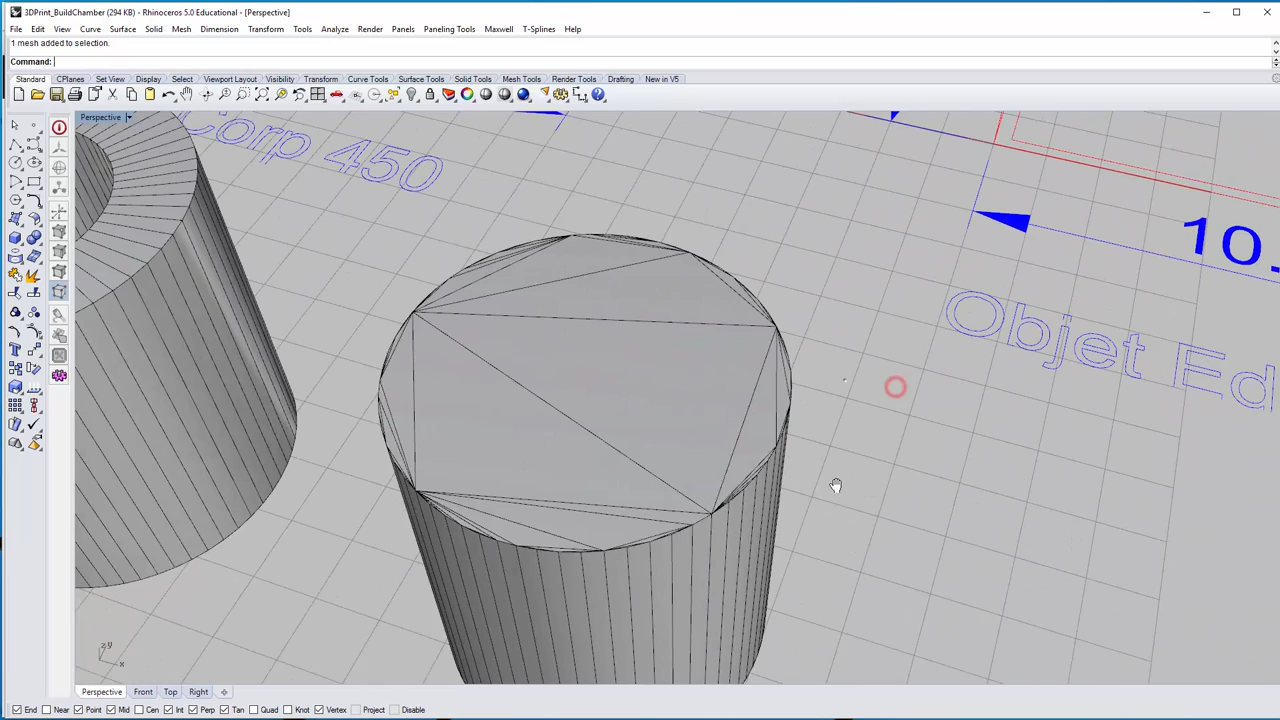 3DPrint_BuildChamber (294 KB) - Rhinoceros 5.0 Educational - [Perspective]
File Edit View Curve Surface Solid Mesh Dimension Transform Tools Analyze Render Panels Paneling Tools Maxwell T-Splines Help
1 mesh added to selection.
Command:
Standard CPlanes Set View Display Select Viewport Layout Visibility Transform Curve Tools Surface Tools Solid Tools Mesh Tools Render Tools Drafting New in V5
Perspective
Corp 450
10.
Objet Ed
z y
x
Perspective Front Top Right
End Near Point Mid Cen Int Perp Tan Quad Knot Vertex Project Disable